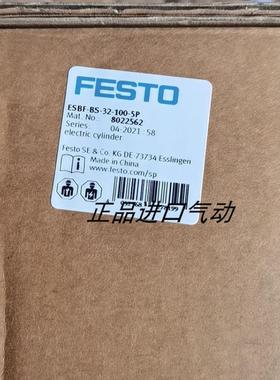 FESTO
ESBF-BS-32-100-5P
Mat. No.: 8022562
Series: 04-2021 : 58
electric cylinder
Festo SE & Co. KG DE-73734 Esslingen
Made in China
www.festo.com/sp
正品进口气动